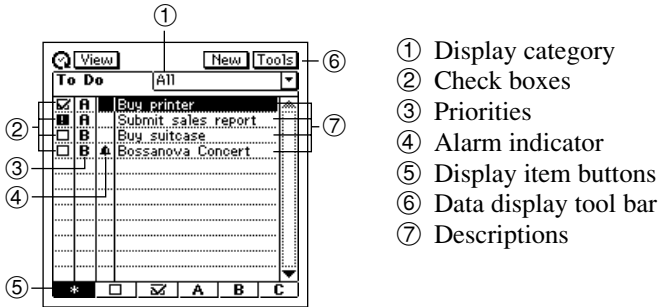 ①
View New Tools
⑥
To Do All
A Buy printer
A Submit sales report
②
⑦
B Buy suitcase
B Bossanova Concert
③
④
⑤
* A B C
① Display category
② Check boxes
③ Priorities
④ Alarm indicator
⑤ Display item buttons
⑥ Data display tool bar
⑦ Descriptions